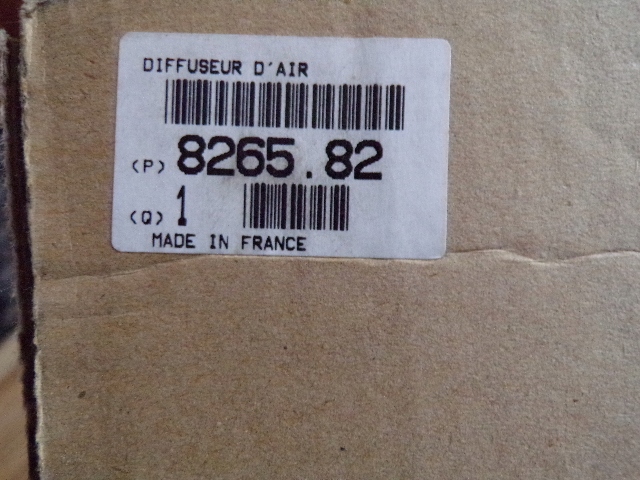 DIFFUSEUR D'AIR
(P) 8265.82
(Q) 1
MADE IN FRANCE